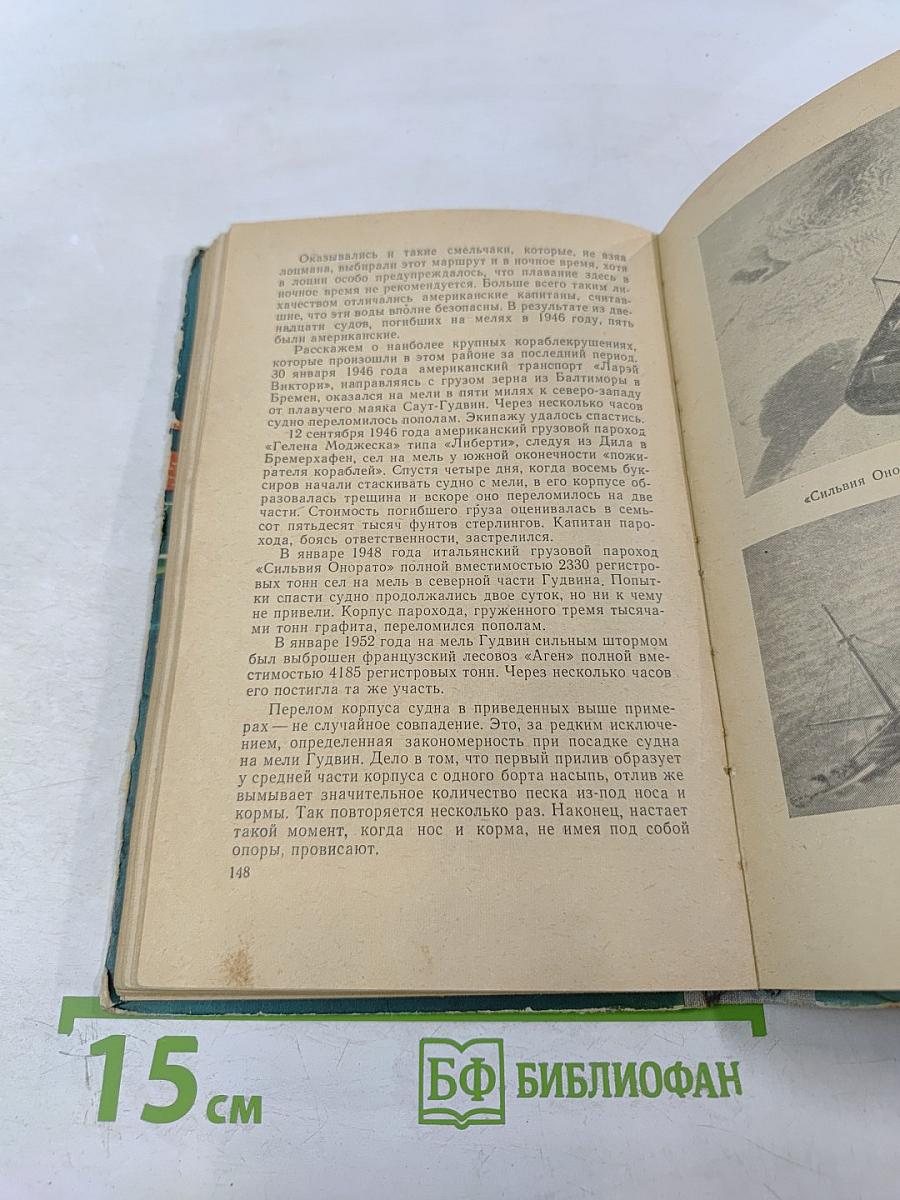 Оказывались и такие смельчаки, которые, не взяв
лоцмана, выбирали этот маршрут и в ночное время, хотя
в лоции особо предупреждалось, что плавание здесь в
ночное время не рекомендуется. Больше всего таким ли-
хачеством отличались американские капитаны, считав-
шие, что эти воды вполне безопасны. В результате из две-
надцати судов, погибших на мелях в 1946 году, пять
были американские.
Расскажем о наиболее крупных кораблекрушениях,
которые произошли в этом районе за последний период.
30 января 1946 года американский транспорт «Ларэй
Виктори», направляясь с грузом зерна из Балтиморы в
Бремен, оказался на мели в пяти милях к северо-западу
от плавучего маяка Саут-Гудвин. Через несколько часов
судно переломилось пополам. Экипажу удалось спастись.
12 сентября 1946 года американский грузовой пароход
«Гелена Моджеска» типа «Либерти», следуя из Дила в
Бремерхафен, сел на мель у южной оконечности «пожи-
рателя кораблей». Спустя четыре дня, когда восемь бук-
сиров начали стаскивать судно с мели, в его корпусе об-
разовалась трещина и вскоре оно переломилось на две
части. Стоимость погибшего груза оценивалась в семь-
сот пятьдесят тысяч фунтов стерлингов. Капитан паро-
хода, боясь ответственности, застрелился.
В январе 1948 года итальянский грузовой пароход
«Сильвия Онорато» полной вместимостью 2330 регистро-
вых тонн сел на мель в северной части Гудвина. Попыт-
ки спасти судно продолжались двое суток, но ни к чему
не привели. Корпус парохода, груженного тремя тысяча-
ми тонн графита, переломился пополам.
В январе 1952 года на мель Гудвин сильным штормом
был выброшен французский лесовоз «Аген» полной вме-
стимостью 4185 регистровых тонн. Через несколько часов
его постигла та же участь.
Перелом корпуса судна в приведенных выше приме-
рах — не случайное совпадение. Это, за редким исключе-
нием, определенная закономерность при посадке судна
на мели Гудвин. Дело в том, что первый прилив образует
у средней части корпуса с одного борта насыпь, отлив же
вымывает значительное количество песка из-под носа и
кормы. Так повторяется несколько раз. Наконец, настает
такой момент, когда нос и корма, не имея под собой
опоры, провисают.
148
«Сильвия Оно
15 см
БФ БИБЛИОФАН